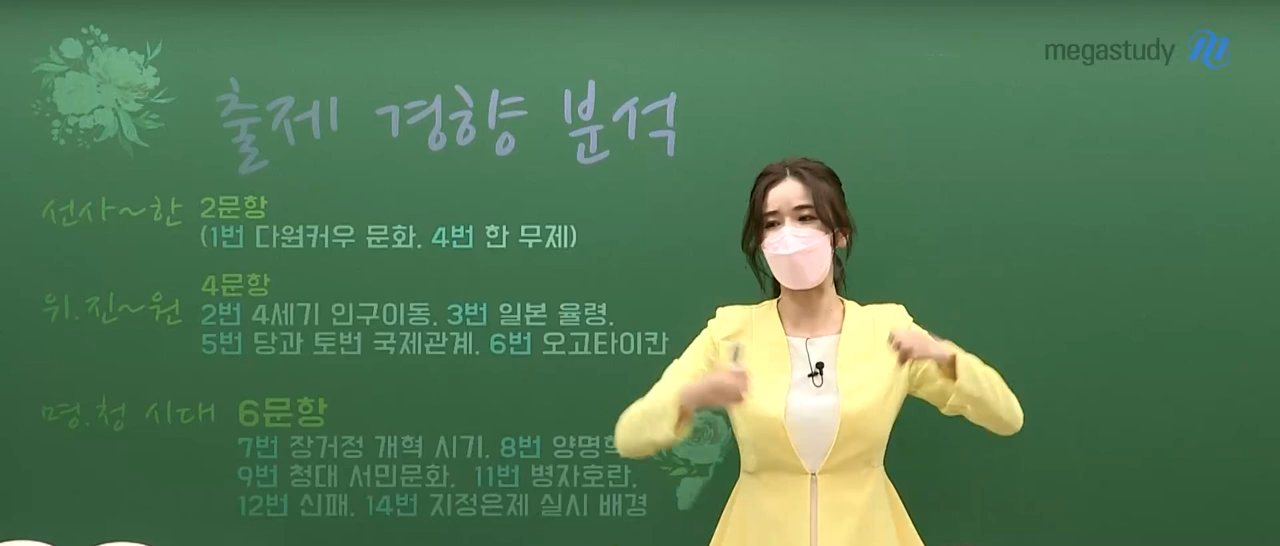 megastudy
출제 경향 분석
선사~한 2문항
(1번 다원커우 문화. 4번 한 무제)
위.진~원 4문항
2번 4세기 인구이동. 3번 일본 율령.
5번 당과 토번 국제관계. 6번 오고타이칸
명.청 시대 6문항
7번 장거정 개혁 시기. 8번
9번 청대 서민문화. 11번 병자호란.
12번 신패. 14번 지정은제 실시 배경